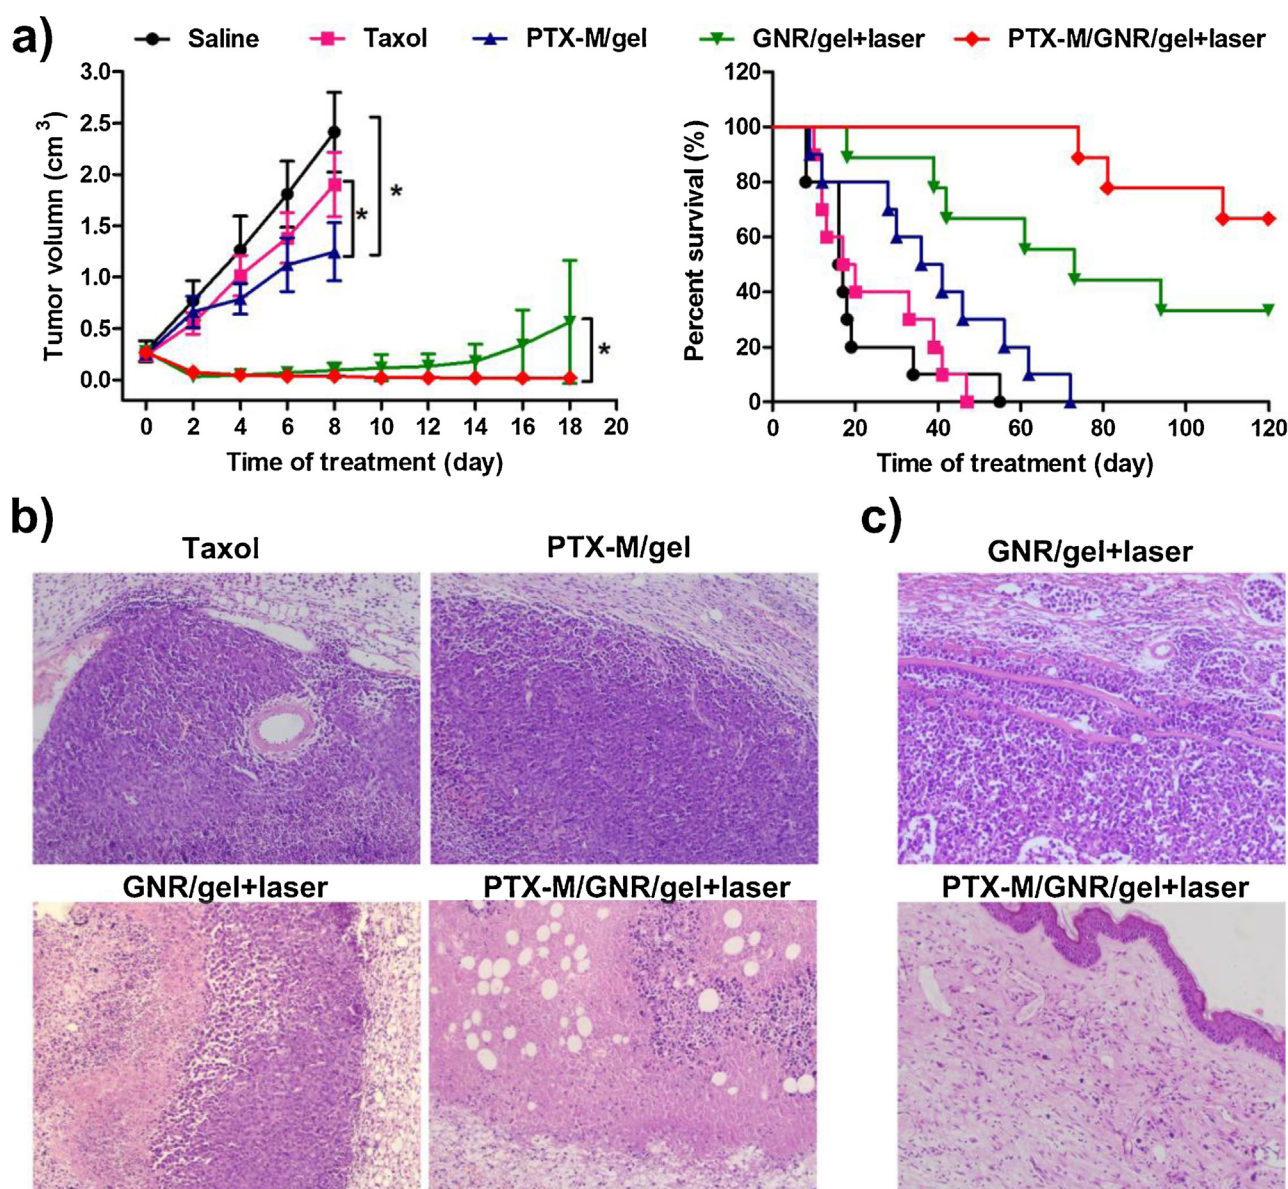 a)
Saline Taxol PTX-M/gel GNR/gel+laser PTX-M/GNR/gel+laser
Tumor volumn (cm 3)
3.0
2.5
2.0
1.5
1.0
0.5
0.0
*
*
*
0 2 4 6 8 10 12 14 16 18 20
Time of treatment (day)
Percent survival (%)
120
100
80
60
40
20
0
0 20 40 60 80 100 120
Time of treatment (day)
b)
Taxol PTX-M/gel
GNR/gel+laser PTX-M/GNR/gel+laser
c)
GNR/gel+laser
PTX-M/GNR/gel+laser